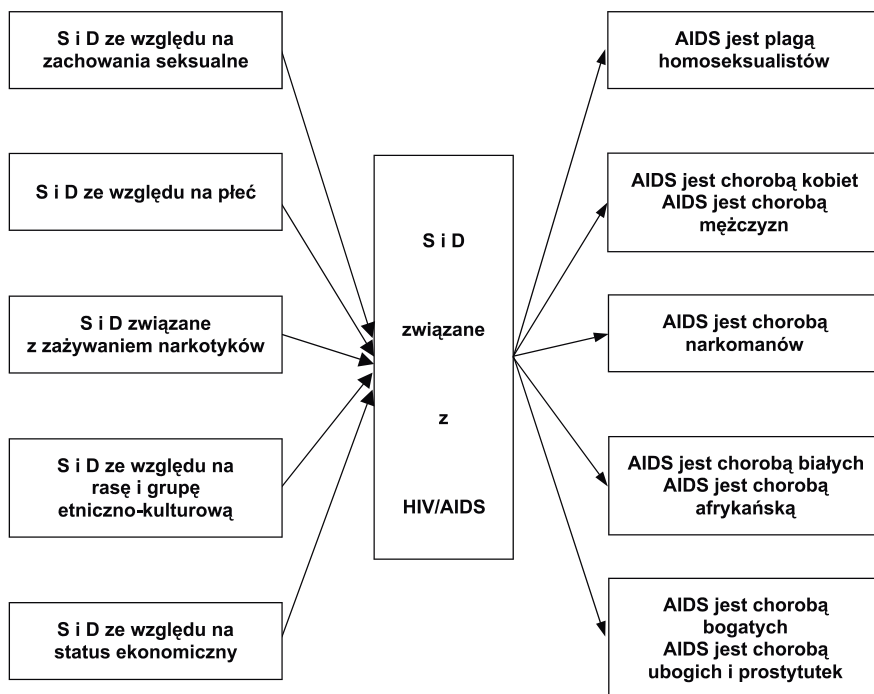 S i D ze względu na
zachowania seksualne
S i D ze względu na płeć
S i D związane
z zażywaniem narkotyków
S i D ze względu na
rasę i grupę
etniczno-kulturową
S i D ze względu na
status ekonomiczny
S i D
związane
z
HIV/AIDS
AIDS jest plagą
homoseksualistów
AIDS jest chorobą kobiet
AIDS jest chorobą
mężczyzn
AIDS jest chorobą
narkomanów
AIDS jest chorobą białych
AIDS jest chorobą
afrykańską
AIDS jest chorobą
bogatych
AIDS jest chorobą
ubogich i prostytutek